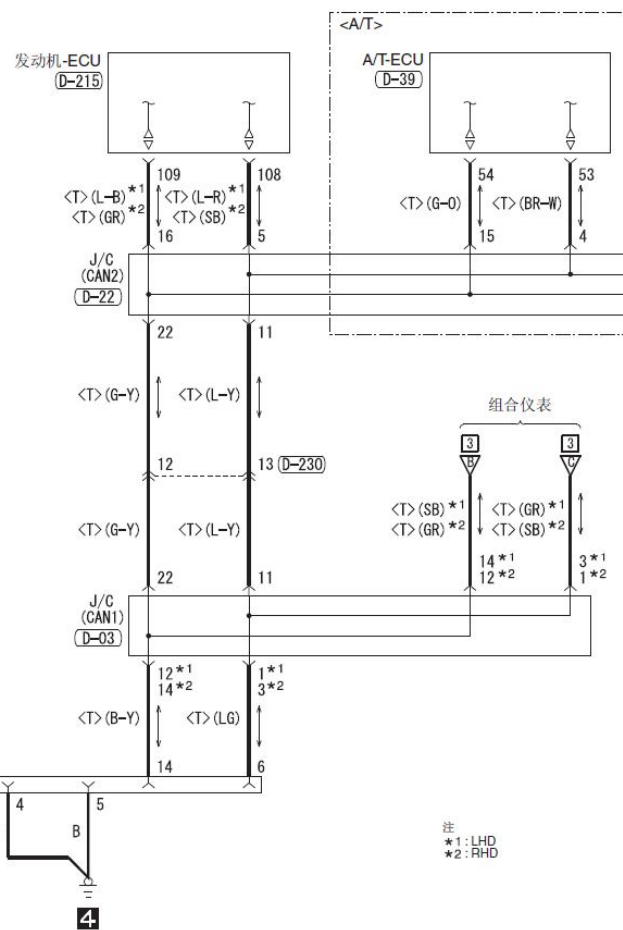 <A/T>
发动机-ECU
D-215
A/T-ECU
D-39
109
108
54
53
<T>(L-B)*1
<T>(GR)*2
<T>(L-R)*1
<T>(SB)*2
<T>(G-O)
<T>(BR-W)
16
5
15
4
J/C
(CAN2)
D-22
22
11
<T>(G-Y)
<T>(L-Y)
组合仪表
3
3
B
C
12
13
D-230
<T>(SB)*1
<T>(GR)*2
<T>(GR)*1
<T>(SB)*2
<T>(G-Y)
<T>(L-Y)
14*1
12*2
3*1
1*2
22
11
J/C
(CAN1)
D-03
12*1
14*2
1*1
3*2
<T>(B-Y)
<T>(LG)
14
6
4
5
B
注
*1:LHD
*2:RHD
4